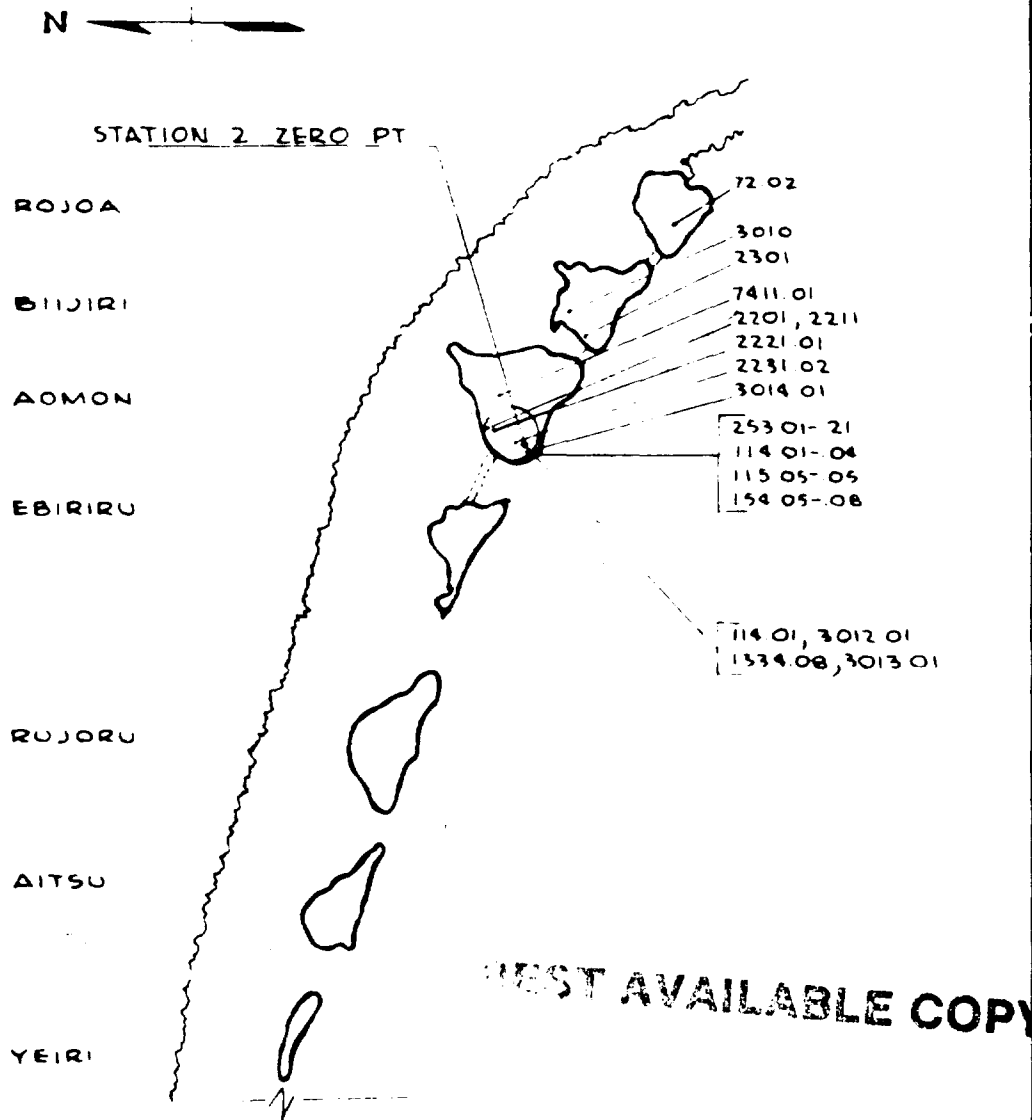 N
STATION 2 ZERO PT
ROJOA
72.02
3010
2301
BIIJIRI
7411.01
2201, 2211
2221.01
2231.02
AOMON
3014.01
253 01-21
114 01-.04
115 05-.05
154 05-.08
EBIRIRU
114.01, 3012 01
1334.08, 3013 01
RUJORU
AITSU
BEST AVAILABLE COPY
YEIRI